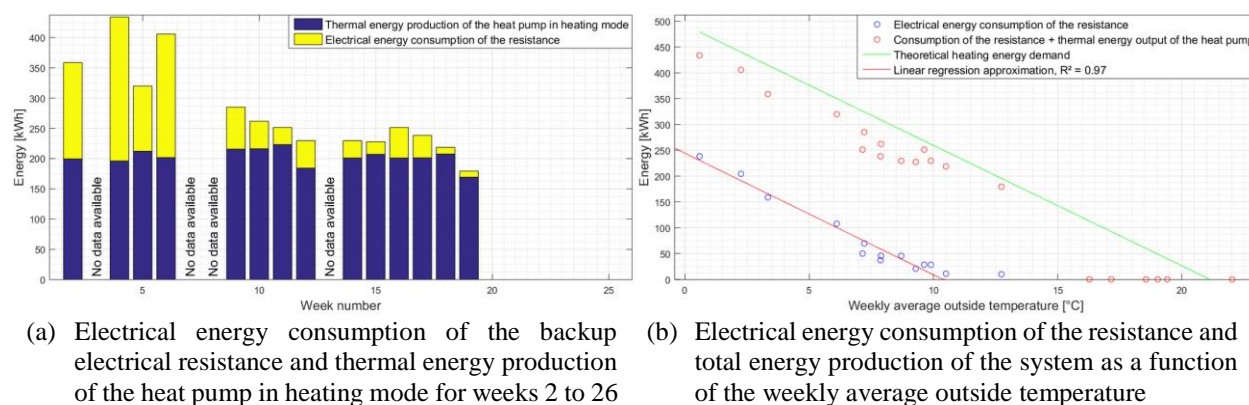 Thermal energy production of the heat pump in heating mode
Electrical energy consumption of the resistance
400
350
300
250
200
150
100
50
0
Energy [kWh]
No data available
No data available
No data available
No data available
5
10
15
20
25
Week number
(a) Electrical energy consumption of the backup
electrical resistance and thermal energy production
of the heat pump in heating mode for weeks 2 to 26
Electrical energy consumption of the resistance
Consumption of the resistance + thermal energy output of the heat pump
Theoretical heating energy demand
Linear regression approximation, R² = 0.97
500
450
400
350
300
250
200
150
100
50
0
Energy [kWh]
0
5
10
15
20
Weekly average outside temperature [°C]
(b) Electrical energy consumption of the resistance and
total energy production of the system as a function
of the weekly average outside temperature